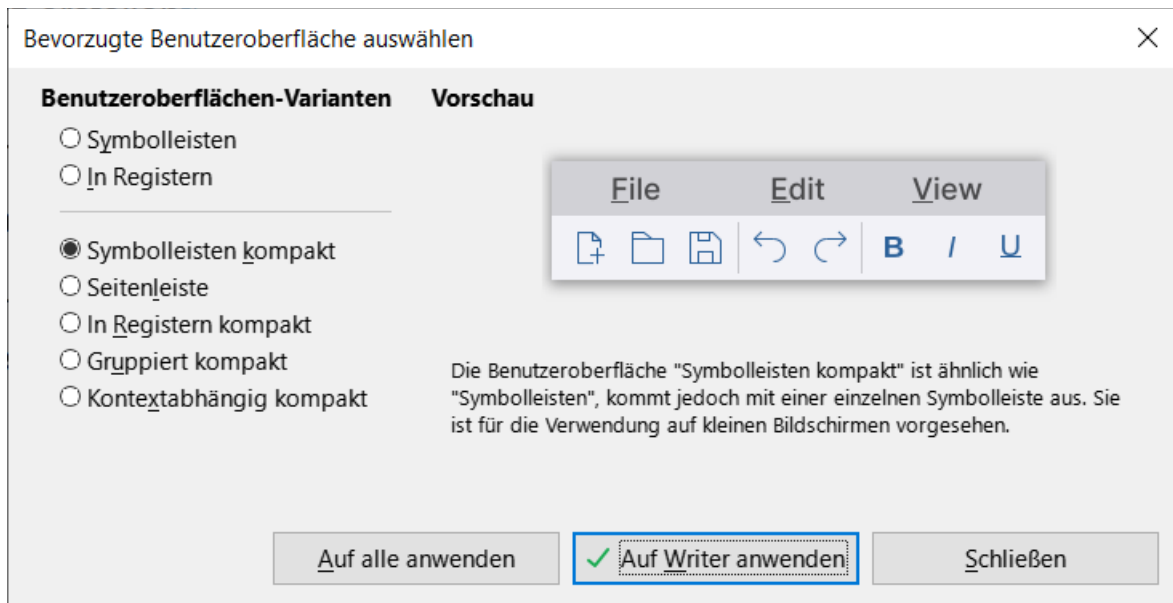 Bevorzugte Benutzeroberfläche auswählen
Benutzeroberflächen-Varianten
Symbolleisten
In Registern
Symbolleisten kompakt
Seitenleiste
In Registern kompakt
Gruppiert kompakt
Kontextabhängig kompakt
Vorschau
File Edit View
B I U
Die Benutzeroberfläche "Symbolleisten kompakt" ist ähnlich wie
"Symbolleisten", kommt jedoch mit einer einzelnen Symbolleiste aus. Sie
ist für die Verwendung auf kleinen Bildschirmen vorgesehen.
Auf alle anwenden Auf Writer anwenden Schließen